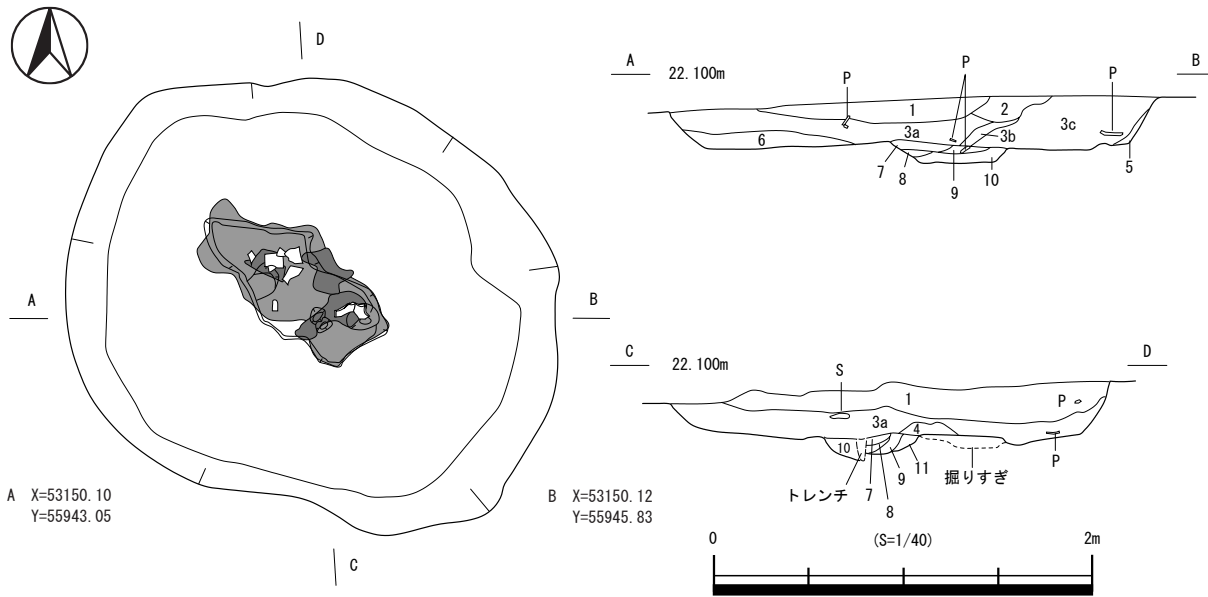 D
A
B
C
A X=53150.10
Y=55943.05
B X=53150.12
Y=55945.83
A 22.100m B
P P P
1 2
3a 3b 3c
6
7 8 9 10 5
C 22.100m D
S
1
P
3a 4
10
トレンチ 7 8 9 11 掘りすぎ P
0 (S=1/40) 2m